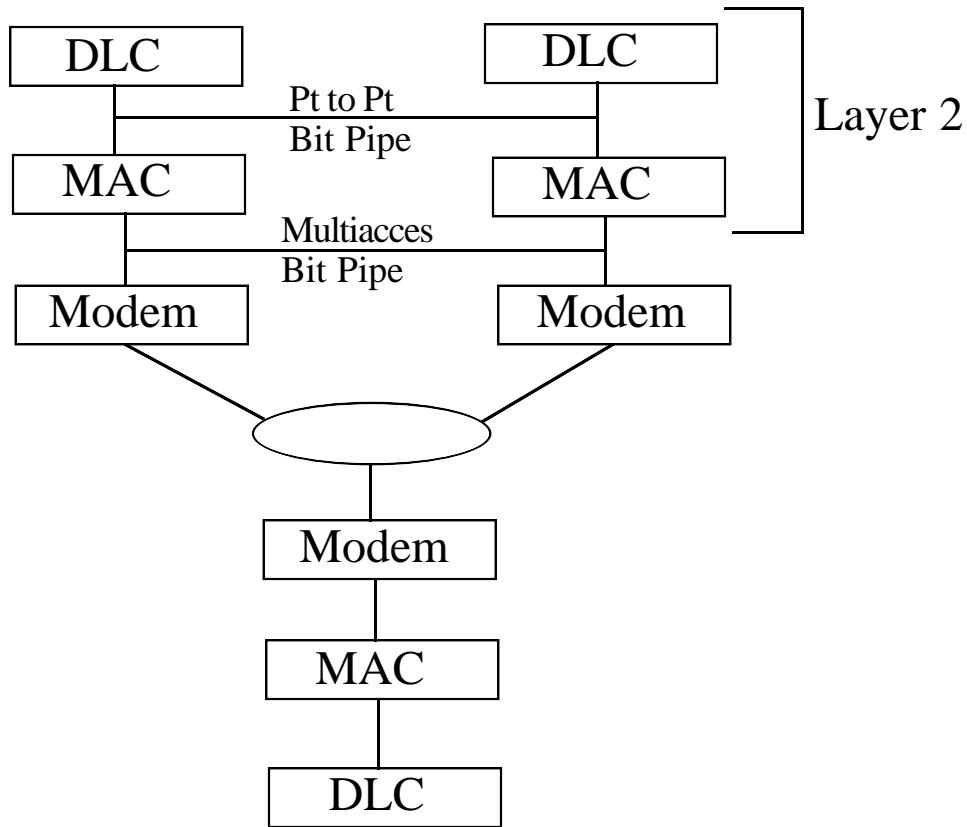 DLC
DLC
Pt to Pt
Bit Pipe
Layer 2
MAC
MAC
Multiacces
Bit Pipe
Modem
Modem
Modem
MAC
DLC